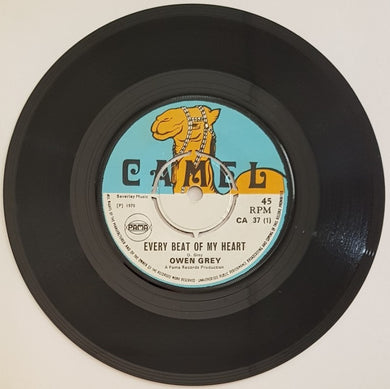 CAMEL
Beverley Music
(P) 1970
45
RPM
CA 37 (1)
PAMA
EVERY BEAT OF MY HEART
(O. Grey)
OWEN GREY
A Pama Records Production